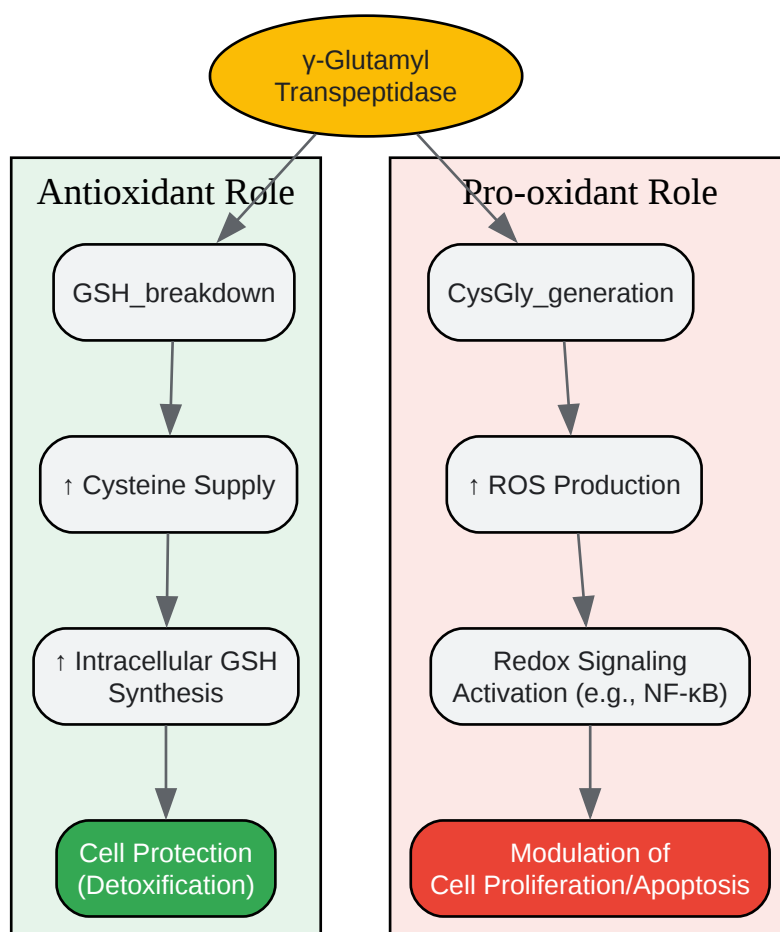 γ-Glutamyl
Transpeptidase
Antioxidant Role
GSH_breakdown
↑ Cysteine Supply
↑ Intracellular GSH
Synthesis
Cell Protection
(Detoxification)
Pro-oxidant Role
CysGly_generation
↑ ROS Production
Redox Signaling
Activation (e.g., NF-κB)
Modulation of
Cell Proliferation/Apoptosis